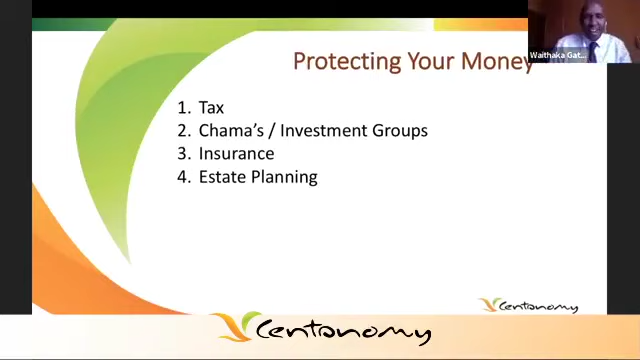 Protecting Your Money
Waithaka Gat...
1. Tax
2. Chama's / Investment Groups
3. Insurance
4. Estate Planning
Centonomy
Centonomy